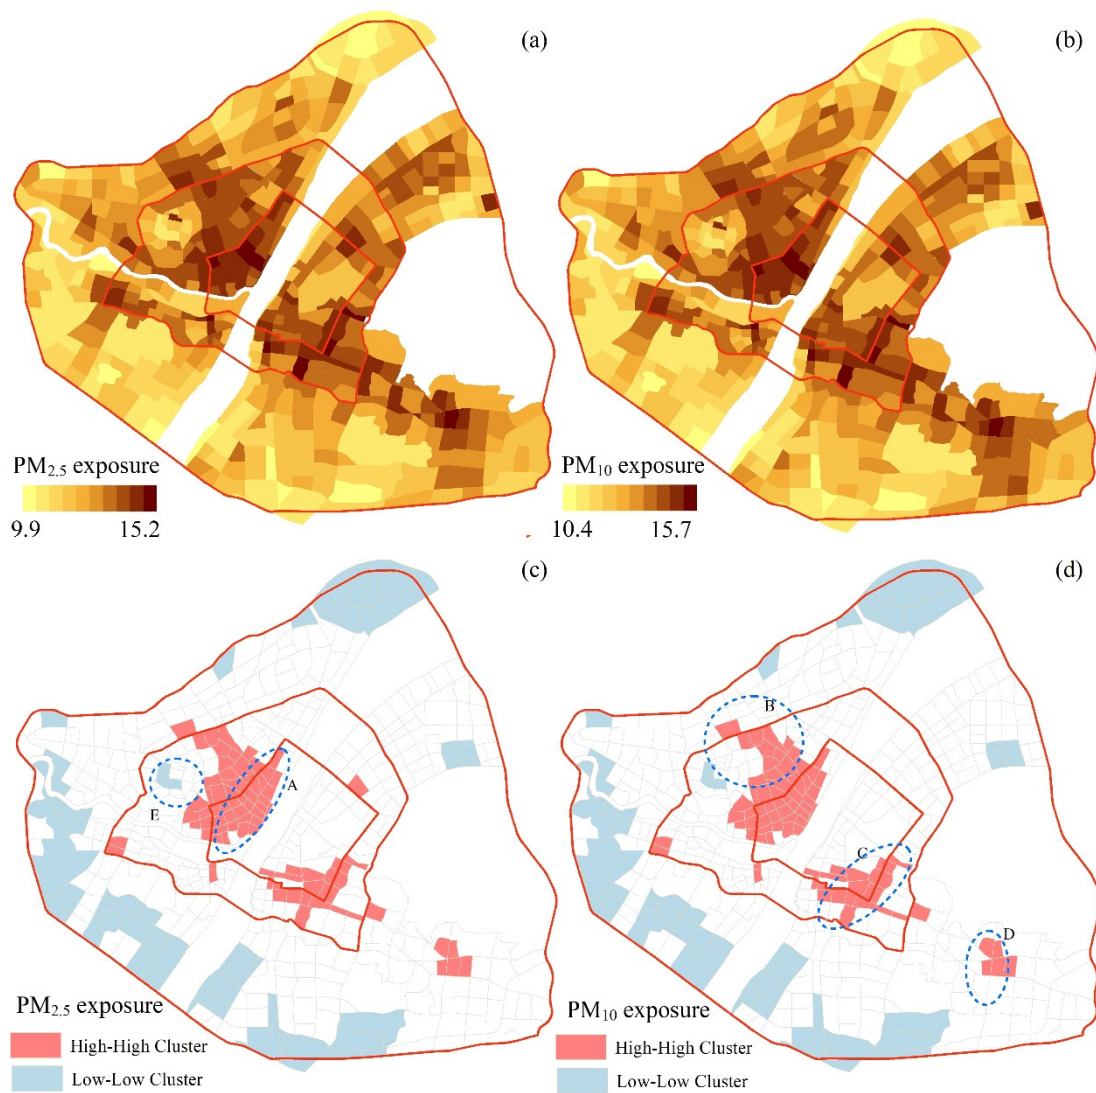 (a)
(b)
PM2.5 exposure
9.9 15.2
PM10 exposure
10.4 15.7
(c)
(d)
A
E
B
C
D
PM2.5 exposure
High-High Cluster
Low-Low Cluster
PM10 exposure
High-High Cluster
Low-Low Cluster